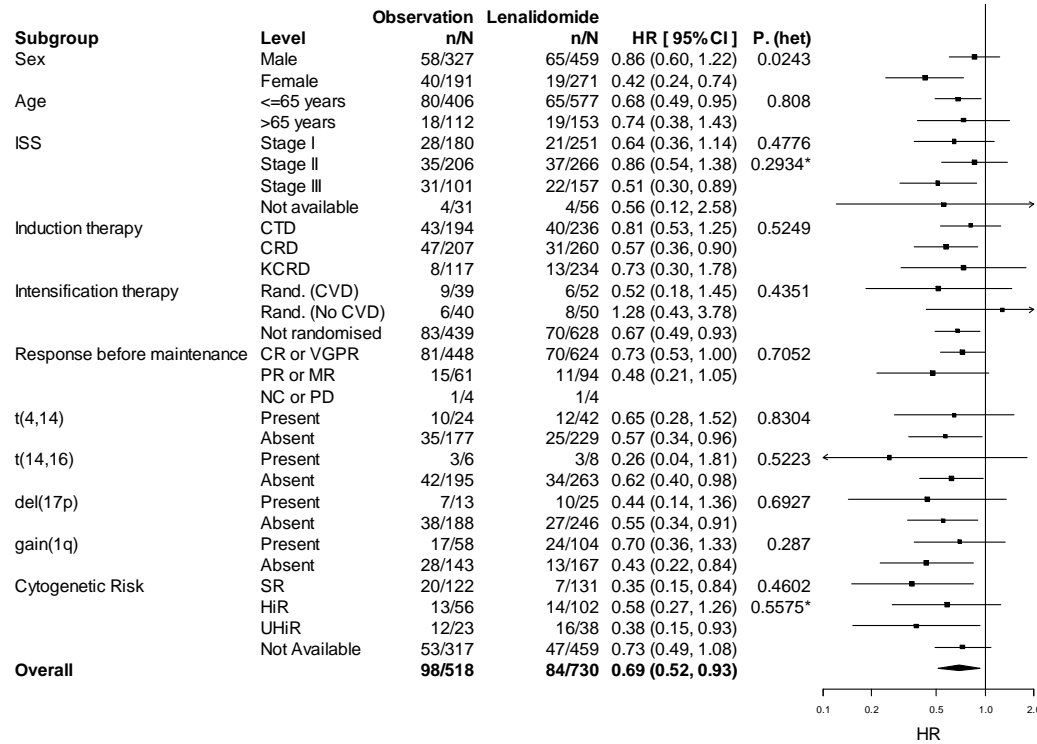 Observation Lenalidomide
Subgroup Level n/N n/N HR [ 95%CI ] P. (het)
Sex Male 58/327 65/459 0.86 (0.60, 1.22) 0.0243
Female 40/191 19/271 0.42 (0.24, 0.74)
Age <=65 years 80/406 65/577 0.68 (0.49, 0.95) 0.808
>65 years 18/112 19/153 0.74 (0.38, 1.43)
ISS Stage I 28/180 21/251 0.64 (0.36, 1.14) 0.4776
Stage II 35/206 37/266 0.86 (0.54, 1.38) 0.2934*
Stage III 31/101 22/157 0.51 (0.30, 0.89)
Not available 4/31 4/56 0.56 (0.12, 2.58)
Induction therapy CTD 43/194 40/236 0.81 (0.53, 1.25) 0.5249
CRD 47/207 31/260 0.57 (0.36, 0.90)
KCRD 8/117 13/234 0.73 (0.30, 1.78)
Intensification therapy Rand. (CVD) 9/39 6/52 0.52 (0.18, 1.45) 0.4351
Rand. (No CVD) 6/40 8/50 1.28 (0.43, 3.78)
Not randomised 83/439 70/628 0.67 (0.49, 0.93)
Response before maintenance CR or VGPR 81/448 70/624 0.73 (0.53, 1.00) 0.7052
PR or MR 15/61 11/94 0.48 (0.21, 1.05)
NC or PD 1/4 1/4
t(4,14) Present 10/24 12/42 0.65 (0.28, 1.52) 0.8304
Absent 35/177 25/229 0.57 (0.34, 0.96)
t(14,16) Present 3/6 3/8 0.26 (0.04, 1.81) 0.5223
Absent 42/195 34/263 0.62 (0.40, 0.98)
del(17p) Present 7/13 10/25 0.44 (0.14, 1.36) 0.6927
Absent 38/188 27/246 0.55 (0.34, 0.91)
gain(1q) Present 17/58 24/104 0.70 (0.36, 1.33) 0.287
Absent 28/143 13/167 0.43 (0.22, 0.84)
Cytogenetic Risk SR 20/122 7/131 0.35 (0.15, 0.84) 0.4602
HiR 13/56 14/102 0.58 (0.27, 1.26) 0.5575*
UHiR 12/23 16/38 0.38 (0.15, 0.93)
Not Available 53/317 47/459 0.73 (0.49, 1.08)
Overall 98/518 84/730 0.69 (0.52, 0.93)
0.1 0.2 0.5 1.0 2.0
HR